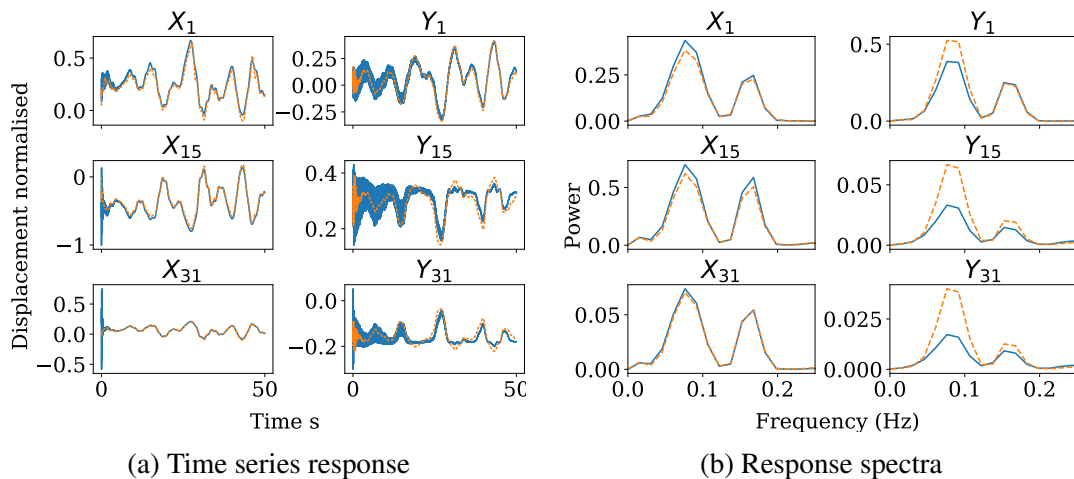 X1
Y1
X1
Y1
0.5
0.0
0.25
0.00
−0.25
0.25
0.00
0.5
0.0
X15
Y15
X15
Y15
0
−1
0.4
0.2
0.5
0.0
0.05
0.00
X31
Y31
X31
Y31
0.5
0.0
−0.5
0.0
−0.2
0.05
0.00
0.025
0.000
0
50
0
50
0.0
0.1
0.2
0.0
0.1
0.2
Displacement normalised
Time s
Power
Frequency (Hz)
(a) Time series response
(b) Response spectra